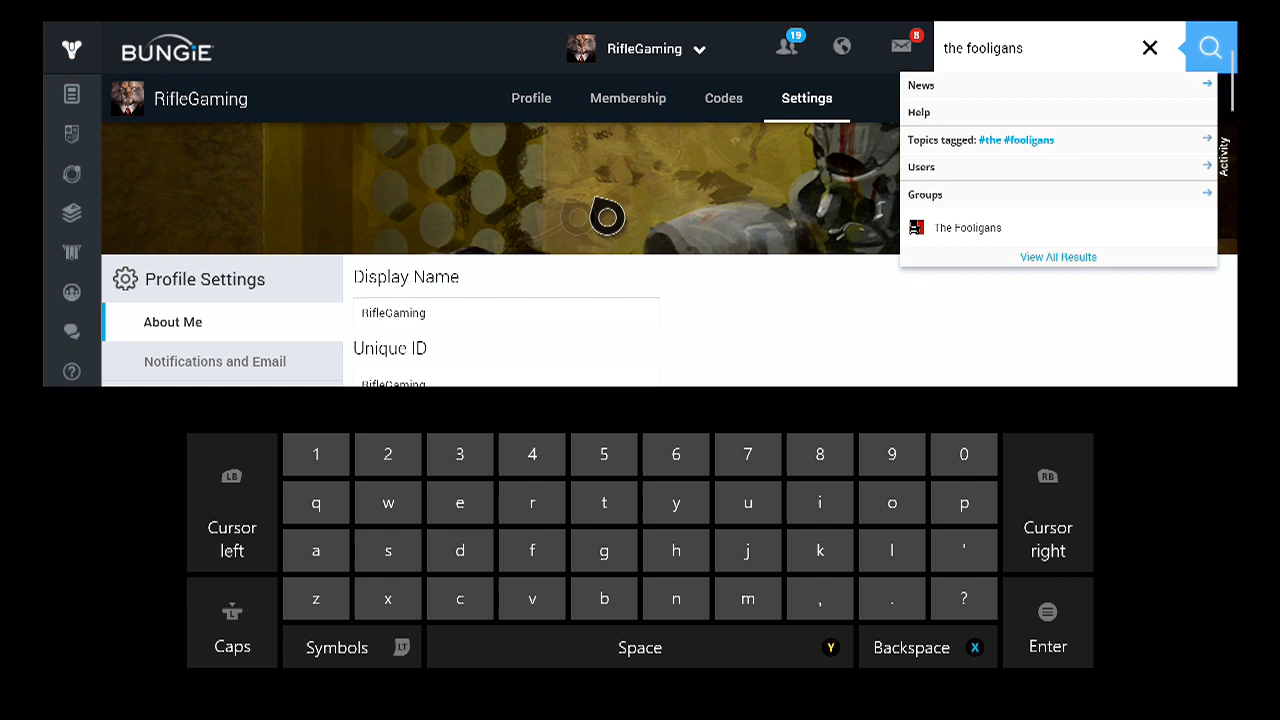 BUNGiE
RifleGaming
19
8
the fooligans
RifleGaming
Profile
Membership
Codes
Settings
News
Help
Topics tagged: #the #fooligans
Users
Groups
The Fooligans
View All Results
Activity
Profile Settings
About Me
Notifications and Email
Display Name
RifleGaming
Unique ID
RifleGaming
LB
Cursor
left
1 2 3 4 5 6 7 8 9 0
q w e r t y u i o p
a s d f g h j k l '
z x c v b n m , . ?
RB
Cursor
right
L
Caps
Symbols LT
Space Y
Backspace X
Enter